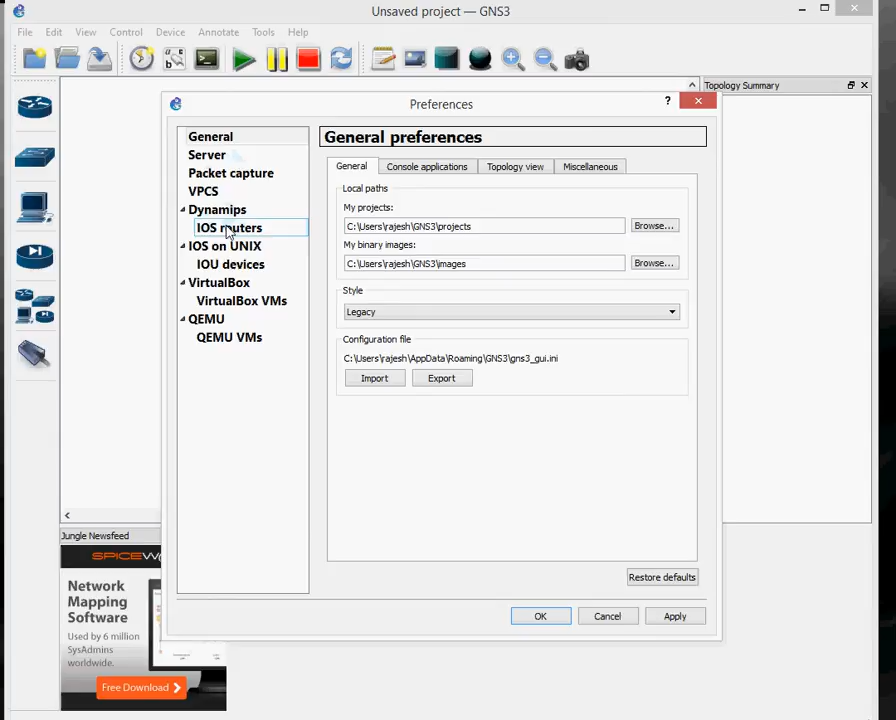 Unsaved project — GNS3
File Edit View Control Device Annotate Tools Help
Topology Summary
Preferences
?
General
Server
Packet capture
VPCS
Dynamips
IOS routers
IOS on UNIX
IOU devices
VirtualBox
VirtualBox VMs
QEMU
QEMU VMs
General preferences
General Console applications Topology view Miscellaneous
Local paths
My projects:
C:\Users\rajesh\GNS3\projects Browse...
My binary images:
C:\Users\rajesh\GNS3\images Browse...
Style
Legacy
Configuration file
C:\Users\rajesh\AppData\Roaming\GNS3\gns3_gui.ini
Import Export
Restore defaults
OK Cancel Apply
Jungle Newsfeed
SPICEW
Network
Mapping
Software
Used by 6 million
SysAdmins
worldwide.
Free Download